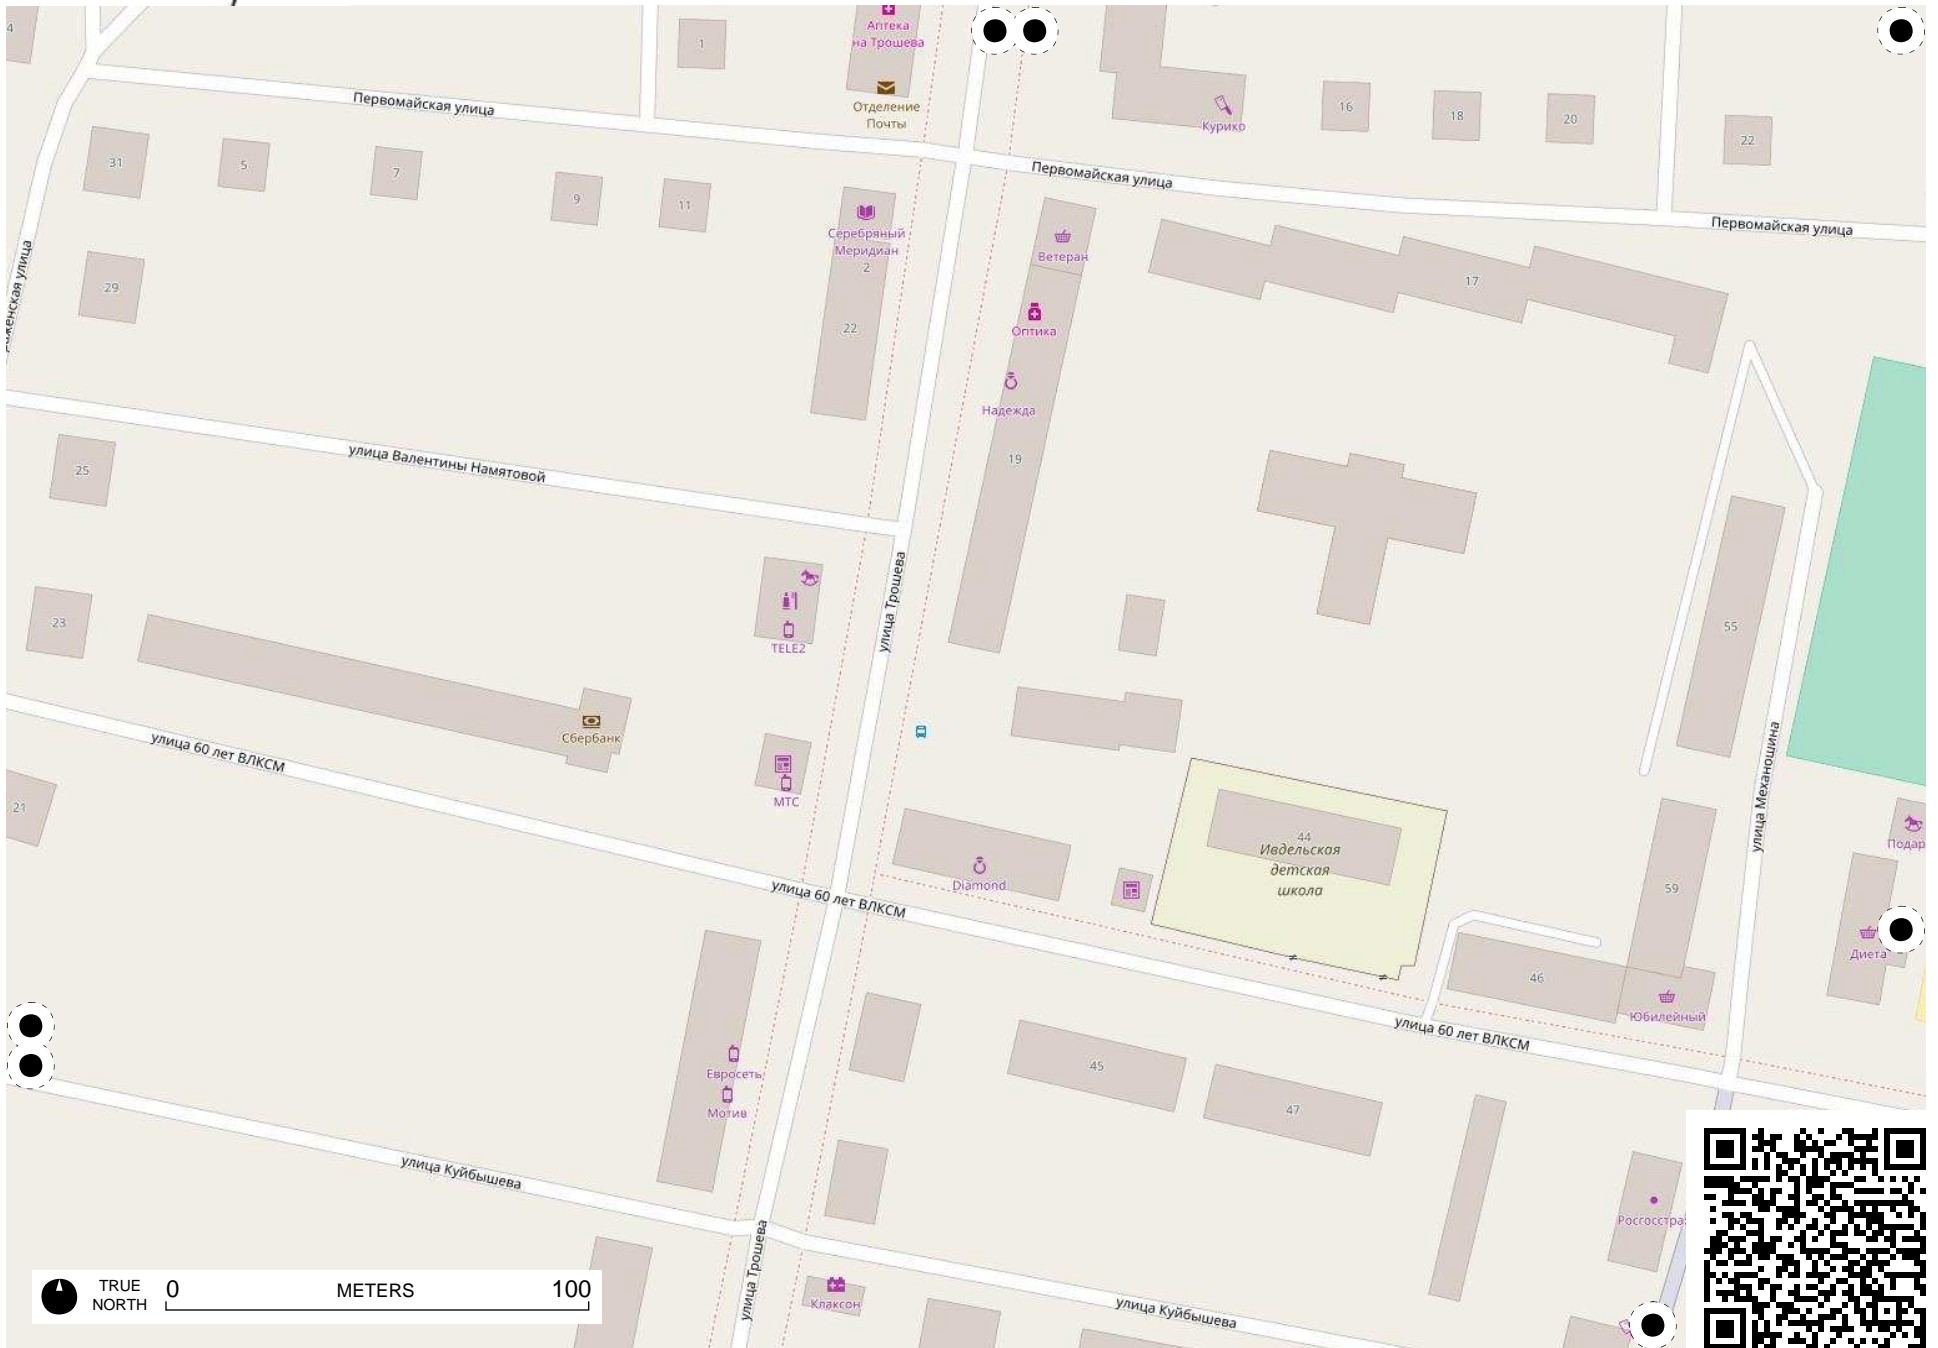 4
1
Аптека
на Трошева
Отделение
Почты
Первомайская улица
Курико
16
18
20
22
31
5
7
9
11
Первомайская улица
Первомайская улица
Серебряный
Меридиан
2
22
Ветеран
Оптика
Надежда
19
17
29
улица Валентины Намятовой
25
23
TELE2
улица Трошева
55
Сбербанк
улица 60 лет ВЛКСМ
МТС
21
улица Механошина
Diamond
44
Ивдельская
детская
школа
59
улица 60 лет ВЛКСМ
Диета
46
Юбилейный
улица 60 лет ВЛКСМ
Евросеть
Мотив
45
47
улица Куйбышева
улица Трошева
Клаксон
улица Куйбышева
TRUE
NORTH
0 METERS 100